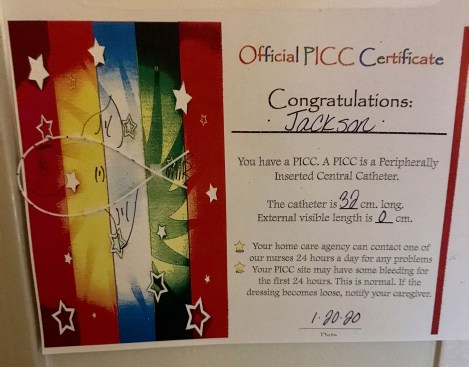 Official PICC Certificate
Congratulations:
Jackson
You have a PICC. A PICC is a Peripherally
Inserted Central Catheter.
The catheter is 32 cm. long.
External visible length is 0 cm.
Your home care agency can contact one of
our nurses 24 hours a day for any problems
Your PICC site may have some bleeding for
the first 24 hours. This is normal. If the
dressing becomes loose, notify your caregiver.
1-20-20
Date